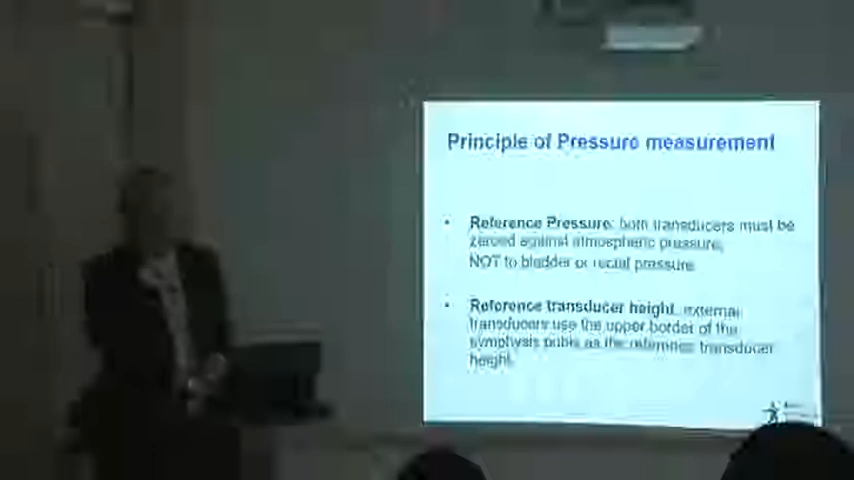 Principle of Pressure measurement
• Reference Pressure: both transducers must be
zeroed against atmospheric pressure,
NOT to bladder or rectal pressure
• Reference transducer height, external
transducers use the upper border of the
symphysis pubis as the reference transducer
height.